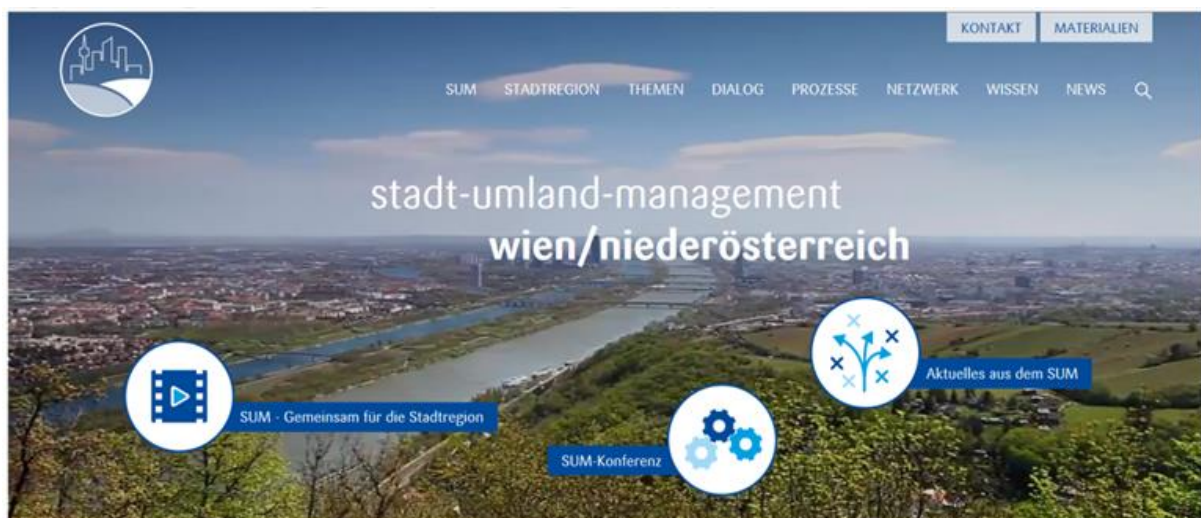 KONTAKT MATERIALIEN
SUM STADTREGION THEMEN DIALOG PROZESSE NETZWERK WISSEN NEWS
stadt-umland-management
wien/niederösterreich
Aktuelles aus dem SUM
SUM - Gemeinsam für die Stadtregion
SUM-Konferenz